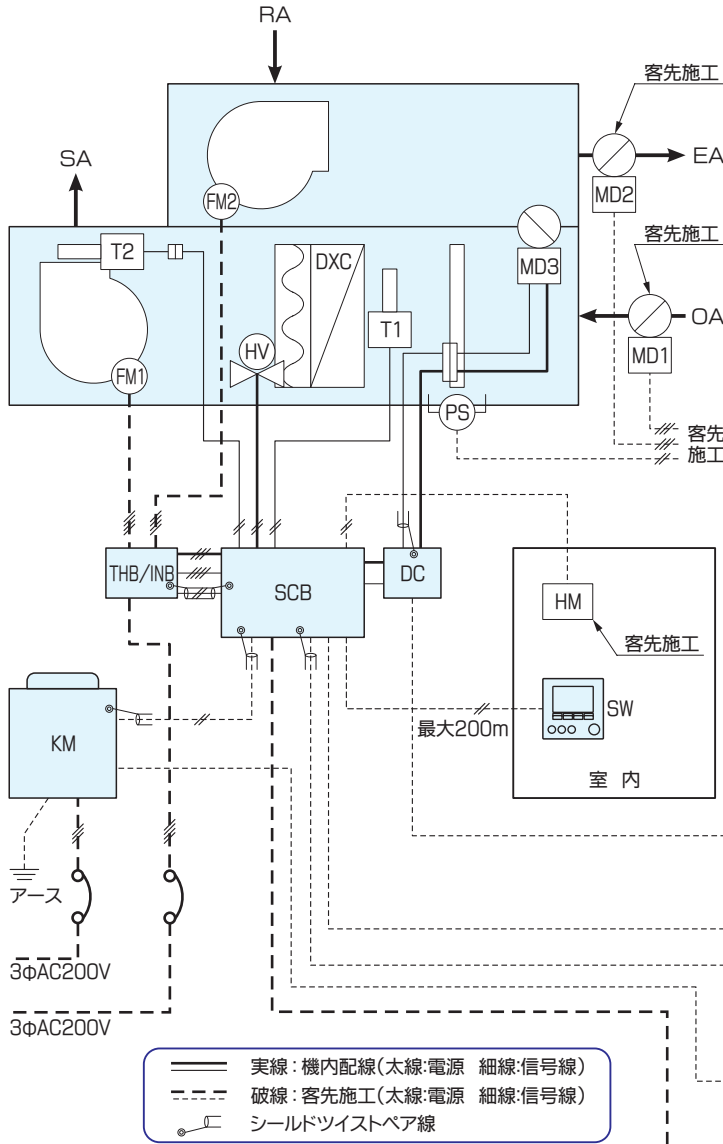 RA
客先施工
SA
EA
FM2
MD2
客先施工
T2
DXC
MD3
OA
T1
HV
MD1
FM1
PS
客先
施工
THB/INB
SCB
DC
HM
客先施工
KM
SW
最大200m
室 内
アース
3φAC200V
3φAC200V
実線：機内配線(太線:電源 細線:信号線)
破線：客先施工(太線:電源 細線:信号線)
シールドツイストペア線